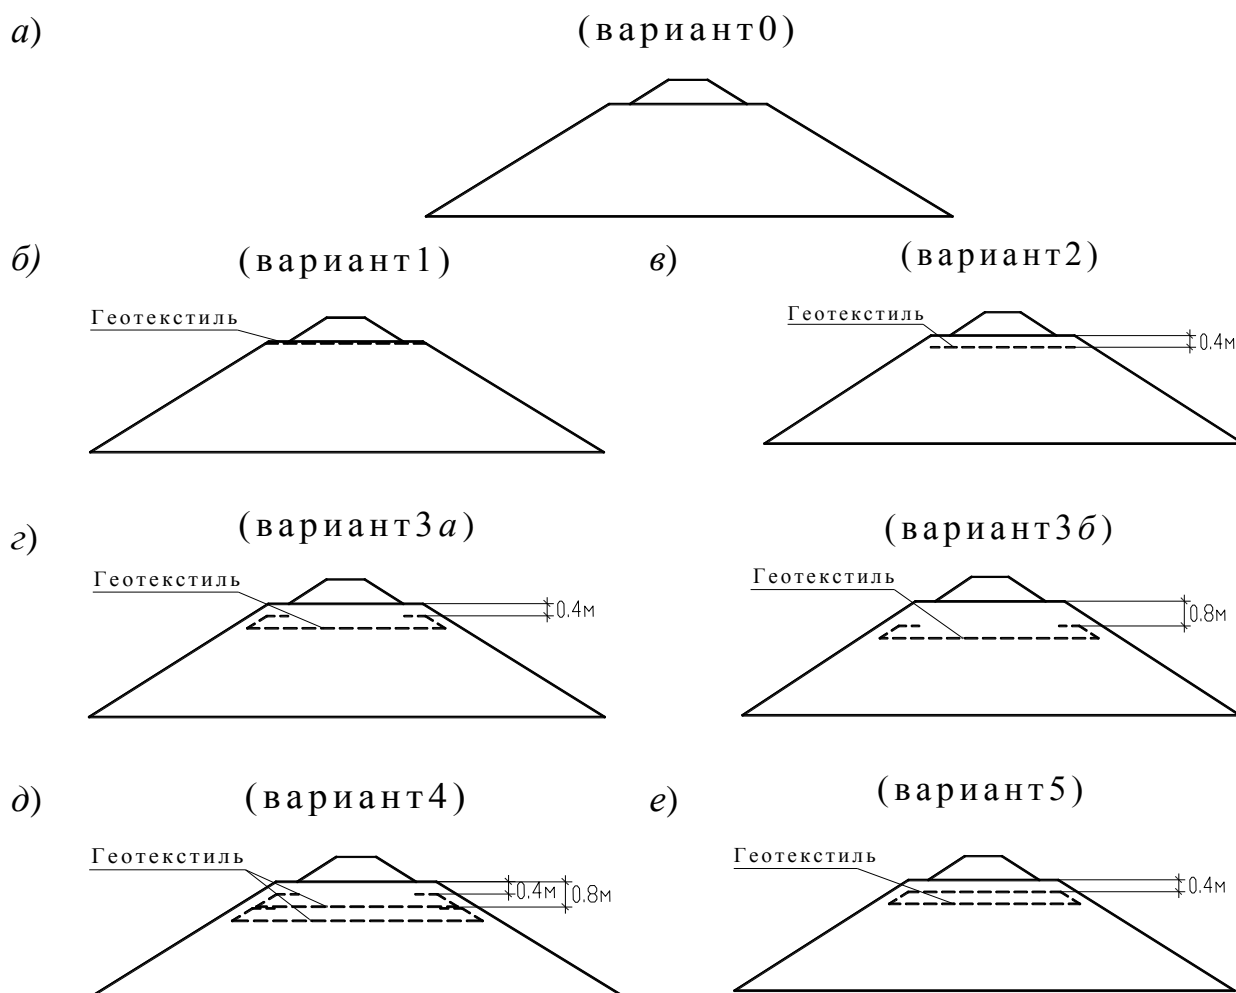 а)
(вариант0)
б)
(вариант1)
Геотекстиль
в)
(вариант2)
Геотекстиль
0.4м
г)
(вариант3а)
Геотекстиль
0.4м
(вариант3б)
Геотекстиль
0.8м
д)
(вариант4)
Геотекстиль
0.4м
0.8м
е)
(вариант5)
Геотекстиль
0.4м